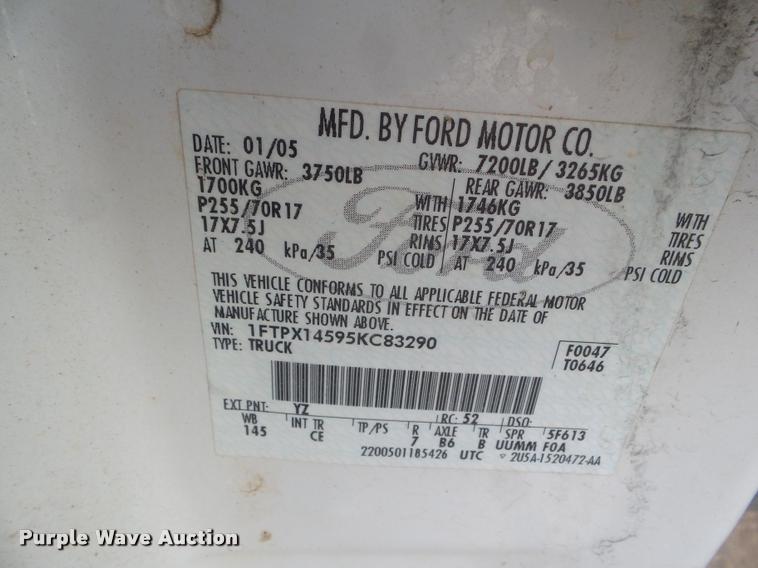 MFD. BY FORD MOTOR CO.
DATE: 01/05 GVWR: 7200LB/ 3265KG
FRONT GAWR: 3750LB REAR GAWR: 3850LB
1700KG WITH 1746KG WITH
P255/70R17 TIRES P255/70R17 TIRES
17X7.5J RIMS 17X7.5J RIMS
AT 240 kPa/35 PSI COLD AT 240 kPa/35 PSI COLD
Ford
THIS VEHICLE CONFORMS TO ALL APPLICABLE FEDERAL MOTOR
VEHICLE SAFETY STANDARDS IN EFFECT ON THE DATE OF
MANUFACTURE SHOWN ABOVE.
VIN: 1FTPX14595KC83290 F0047
TYPE: TRUCK T0646
EXT PNT: YZ RC: 52 DSO:
WB INT TR TP/PS R AXLE TR SPR 5F613
145 CE 7 B6 B UUMM F0A
2200501185426 UTC 2U5A-1520472-AA
Purple Wave Auction